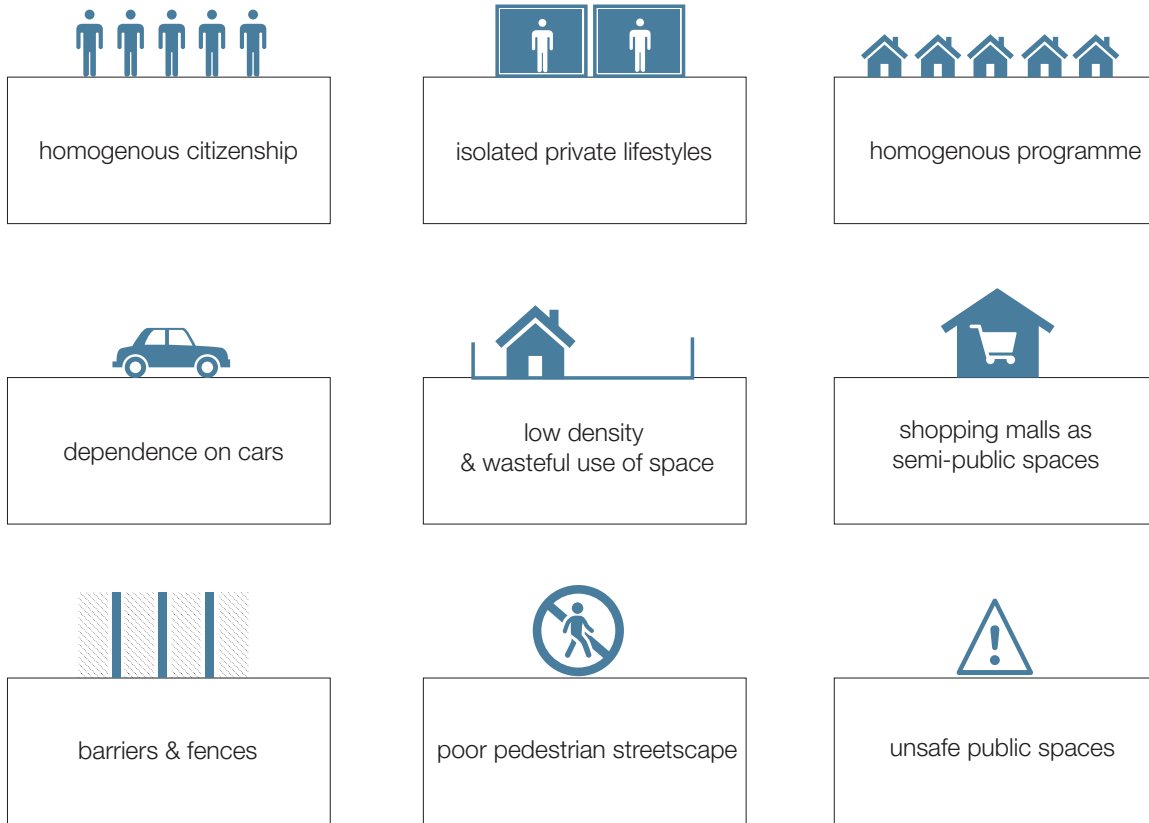 homogenous citizenship
isolated private lifestyles
homogenous programme
dependence on cars
low density
& wasteful use of space
shopping malls as
semi-public spaces
barriers & fences
poor pedestrian streetscape
unsafe public spaces